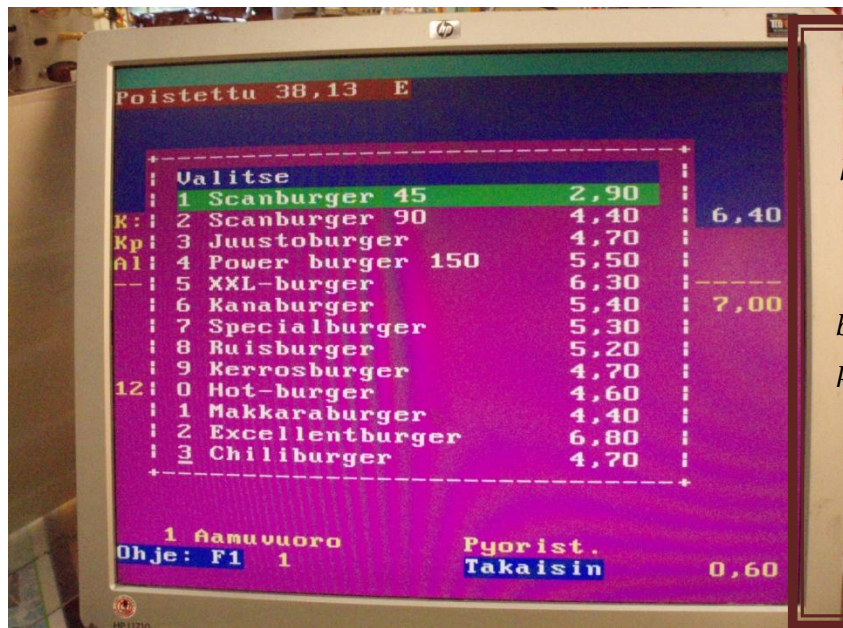 hp
Poistettu 38,13 E
Valitse
1 Scanburger 45 2,90
K: 2 Scanburger 90 4,40 6,40
Kp 3 Juustoburger 4,70
Al 4 Power burger 150 5,50
5 XXL-burger 6,30
6 Kanaburger 5,40 7,00
7 Specialburger 5,30
8 Ruisburger 5,20
9 Kerrosburger 4,70
12 0 Hot-burger 4,60
1 Makkaraburger 4,40
2 Excellentburger 6,80
3 Chiliburger 4,70
1 Aamuvuoro Pyorist.
Ohje: F1 1 Takaisin 0,60